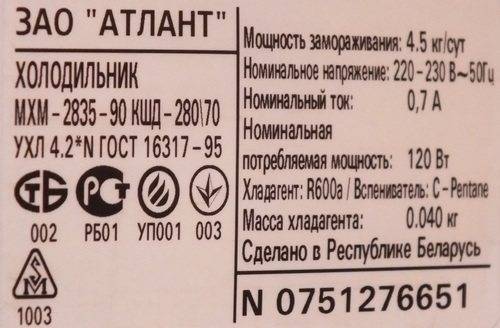 ЗАО "АТЛАНТ"
ХОЛОДИЛЬНИК
МХМ-2835-90 КШД-280\70
УХЛ 4.2*N ГОСТ 16317-95
СТБ РСТ
002 РБ01 УП001 003
1003
Мощность замораживания: 4.5 кг/сут
Номинальное напряжение: 220-230 В~50Гц
Номинальный ток: 0,7 А
Номинальная
потребляемая мощность: 120 Вт
Хладагент: R600a / Вспениватель: C-Pentane
Масса хладагента: 0.040 кг
Сделано в Республике Беларусь
N 0751276651